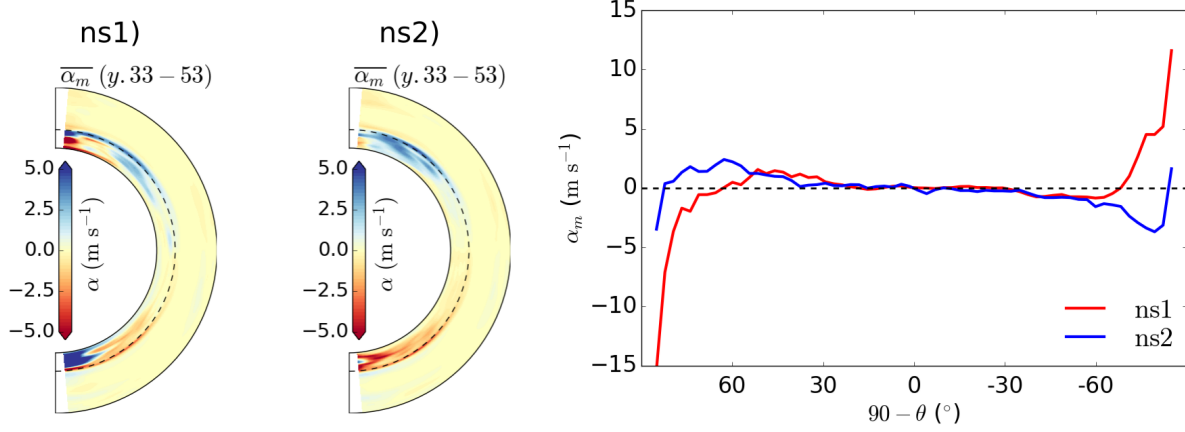 ns1)
$\overline{\alpha_m}$ (y. 33 − 53)
5.0
2.5
0.0
−2.5
−5.0
α (m s⁻¹)
ns2)
$\overline{\alpha_m}$ (y. 33 − 53)
5.0
2.5
0.0
−2.5
−5.0
α (m s⁻¹)
15
10
5
0
−5
−10
−15
αₘ (m s⁻¹)
60
30
0
-30
-60
90 − θ (°)
ns1
ns2